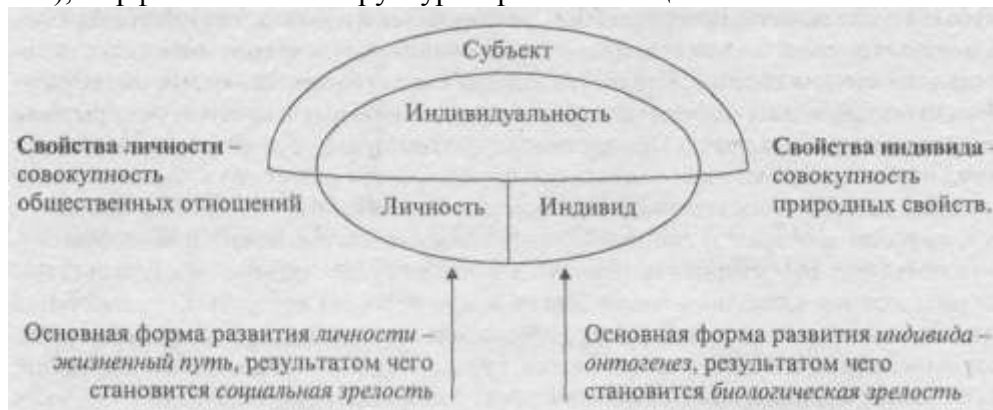 Субъект
Индивидуальность
Свойства личности –
совокупность
общественных отношений
Свойства индивида –
совокупность
природных свойств.
Личность
Индивид
Основная форма развития личности –
жизненный путь, результатом чего
становится социальная зрелость
Основная форма развития индивида –
онтогенез, результатом чего
становится биологическая зрелость